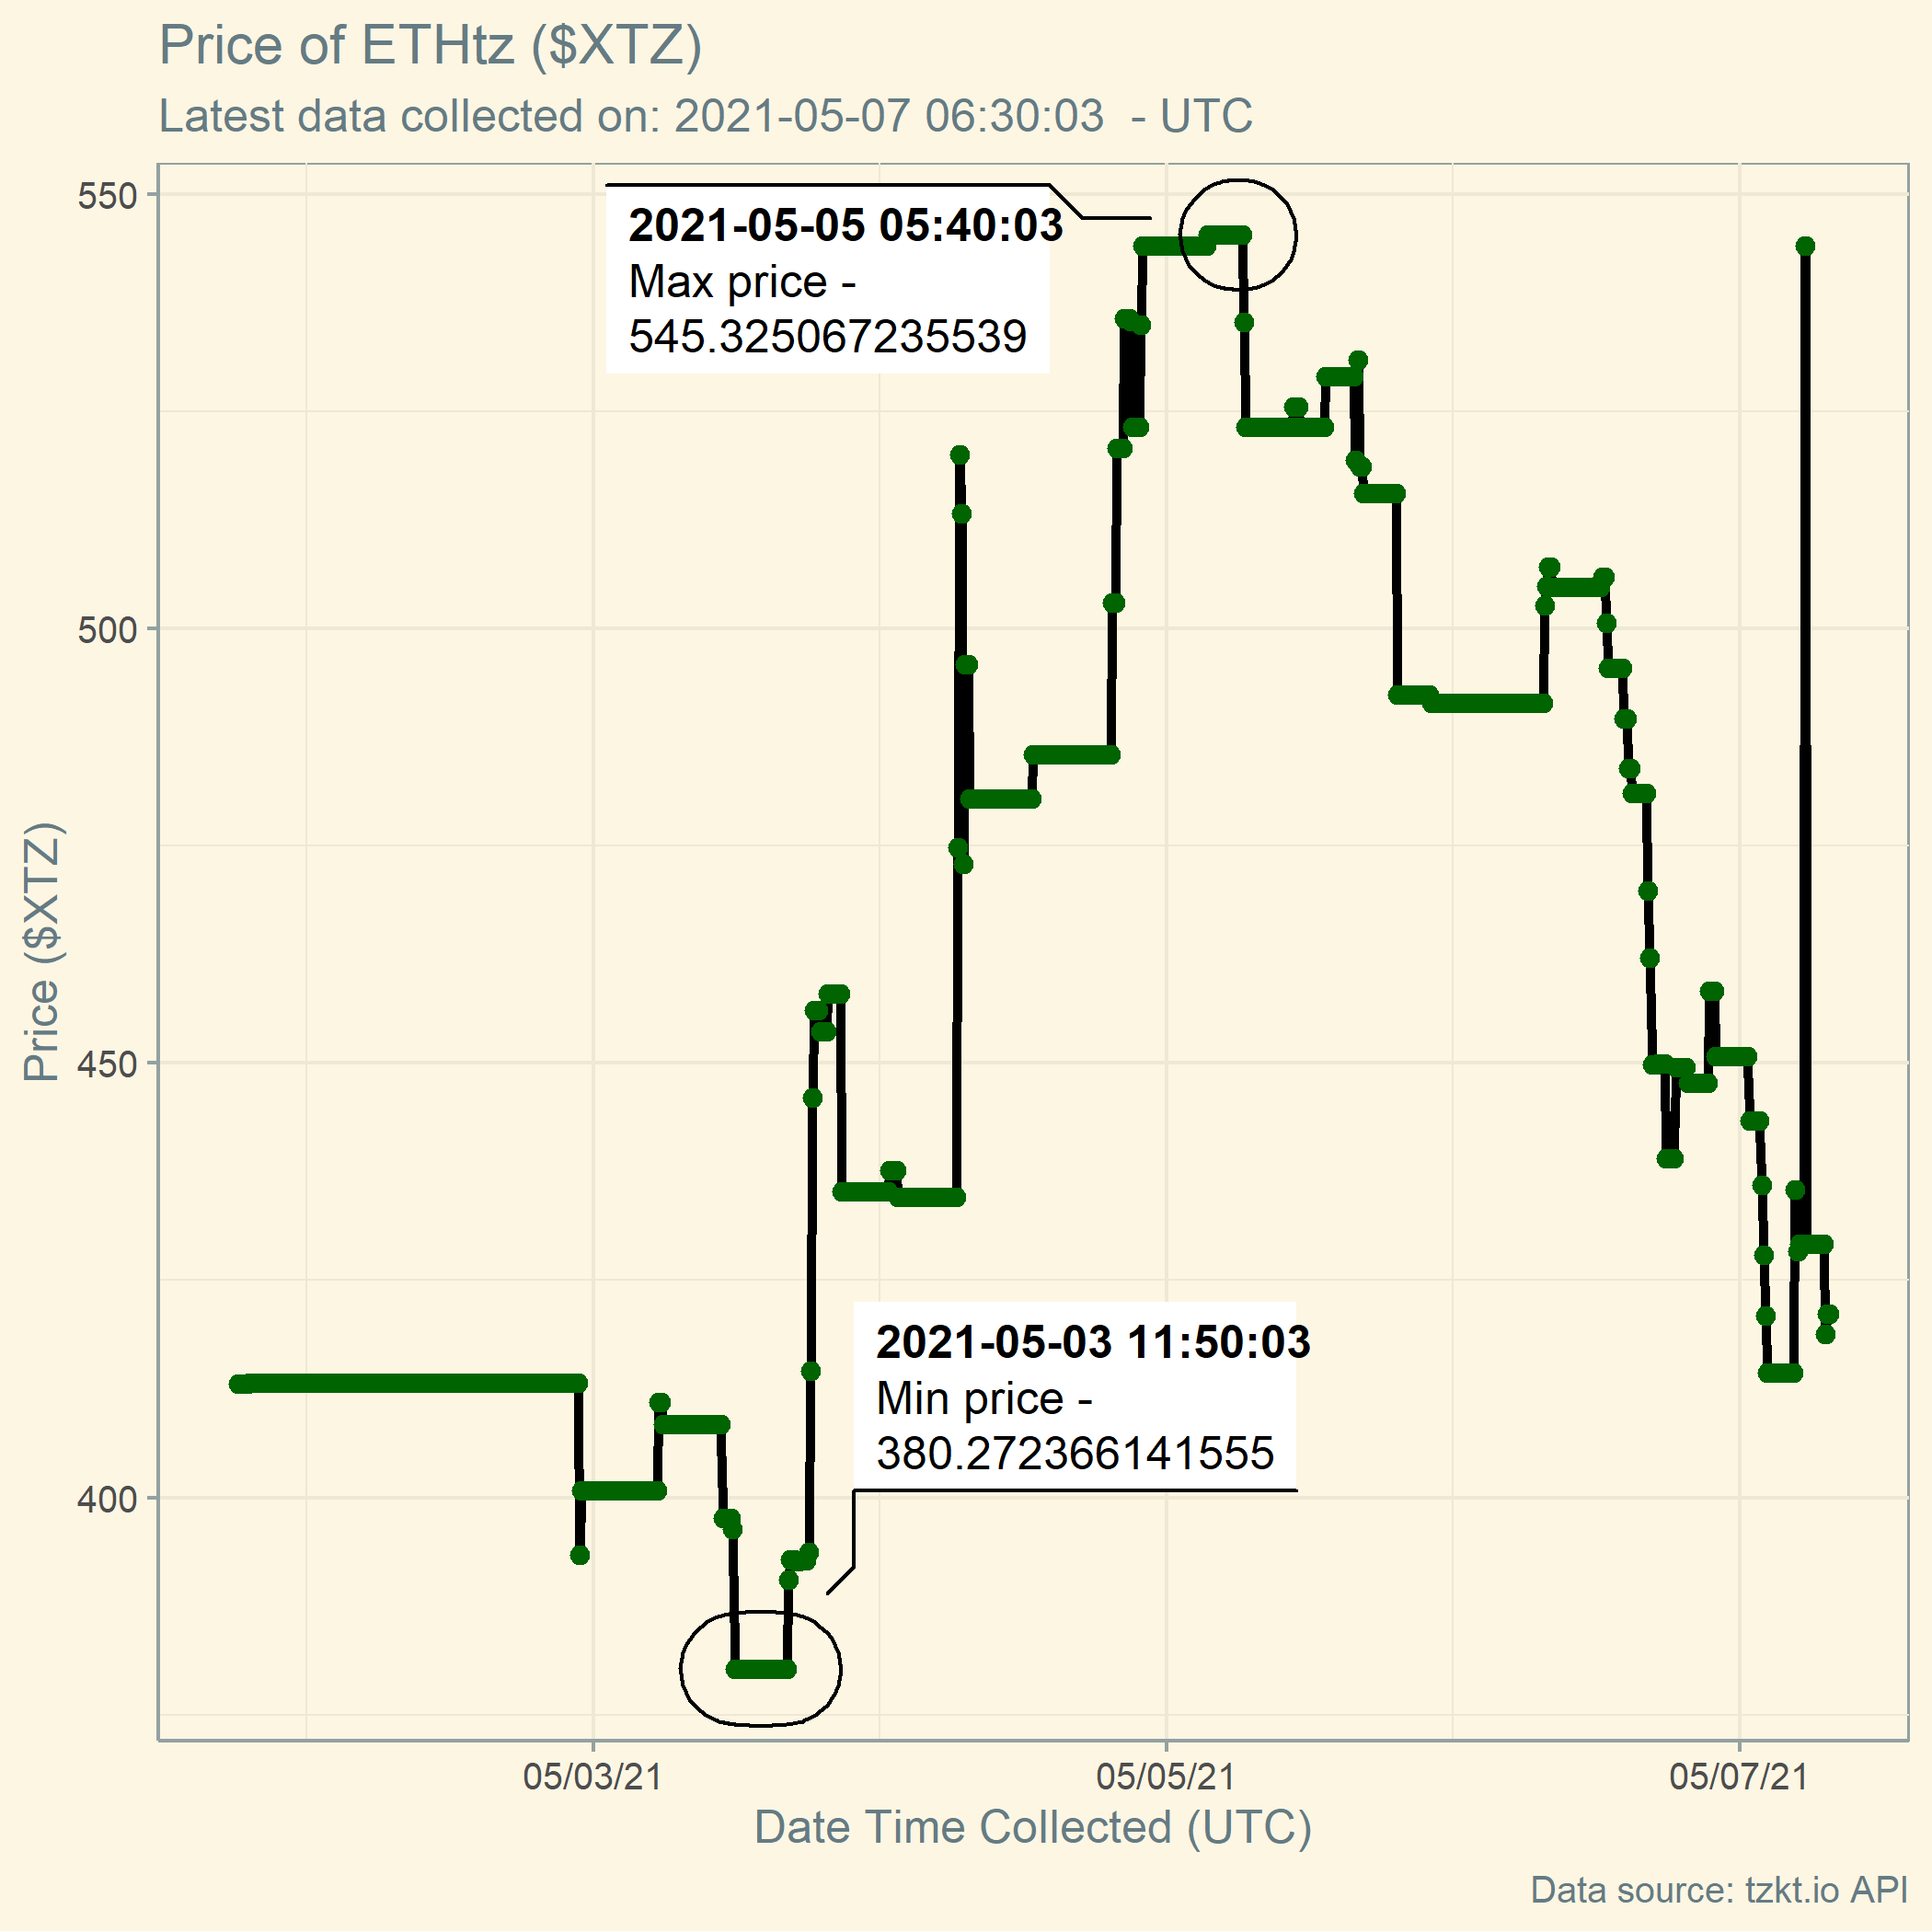 Price of ETHtz ($XTZ)
Latest data collected on: 2021-05-07 06:30:03  - UTC
550
500
450
400
Price ($XTZ)
2021-05-05 05:40:03
Max price -
545.325067235539
2021-05-03 11:50:03
Min price -
380.272366141555
05/03/21
05/05/21
05/07/21
Date Time Collected (UTC)
Data source: tzkt.io API